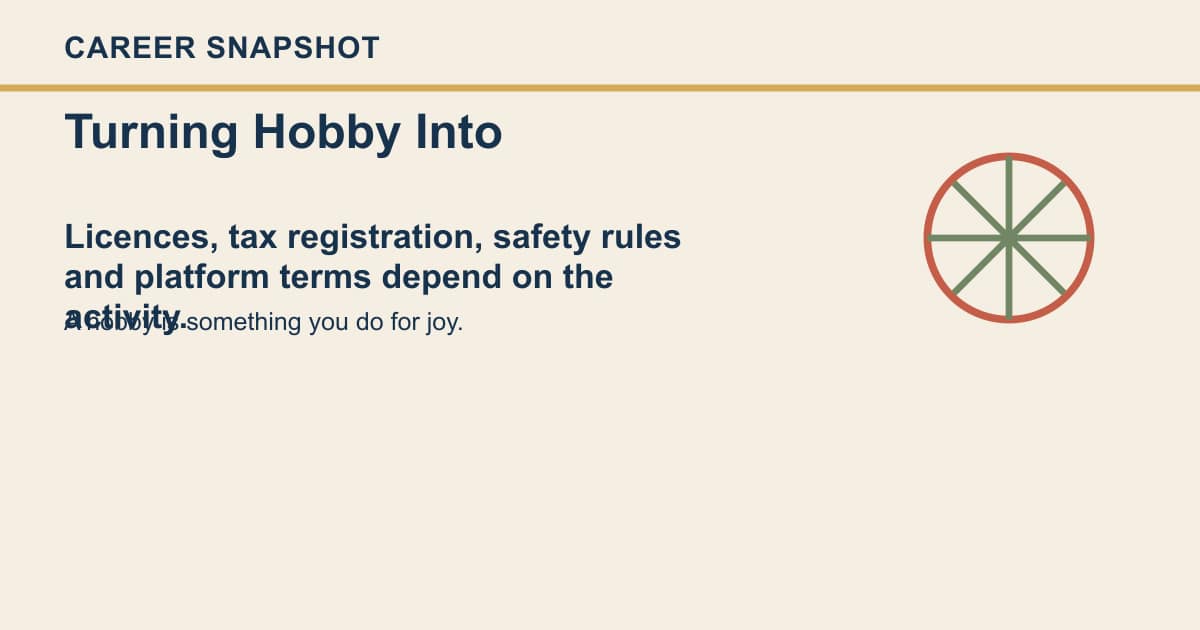 CAREER SNAPSHOT
Turning Hobby Into
Licences, tax registration, safety rules
and platform terms depend on the
activity.
A hobby is something you do for joy.